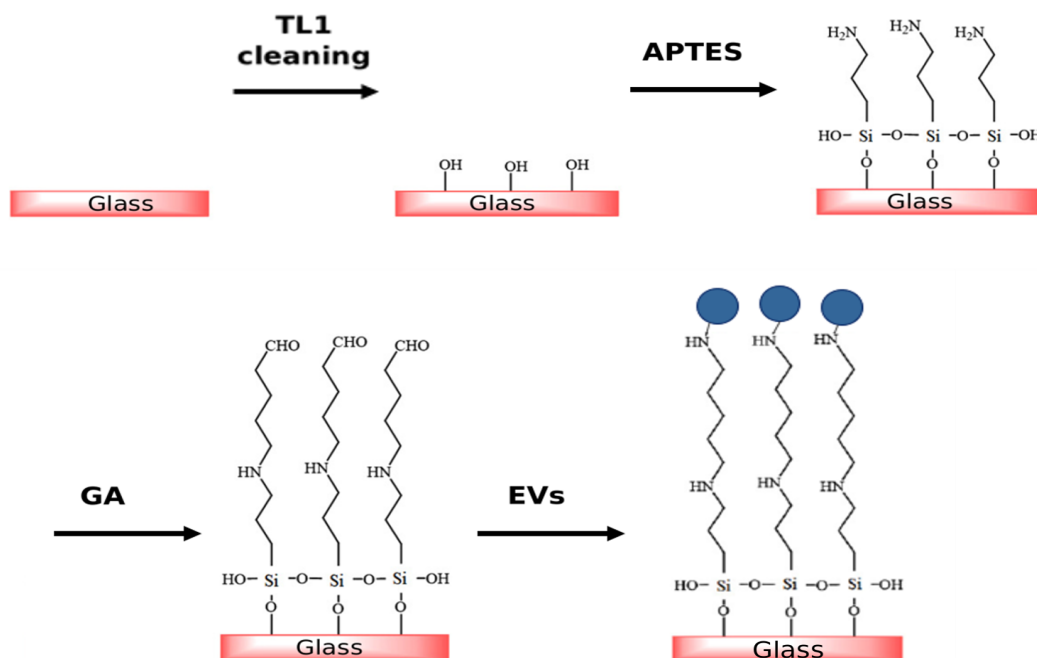 TL1
cleaning
APTES
H₂N H₂N H₂N
HO Si O Si O Si OH
O O O
OH OH OH
Glass
Glass
Glass
CHO CHO CHO
HN HN HN
HN HN HN
HN HN HN
GA
EVs
HO Si O Si O Si OH
O O O
HO Si O Si O Si OH
O O O
Glass
Glass